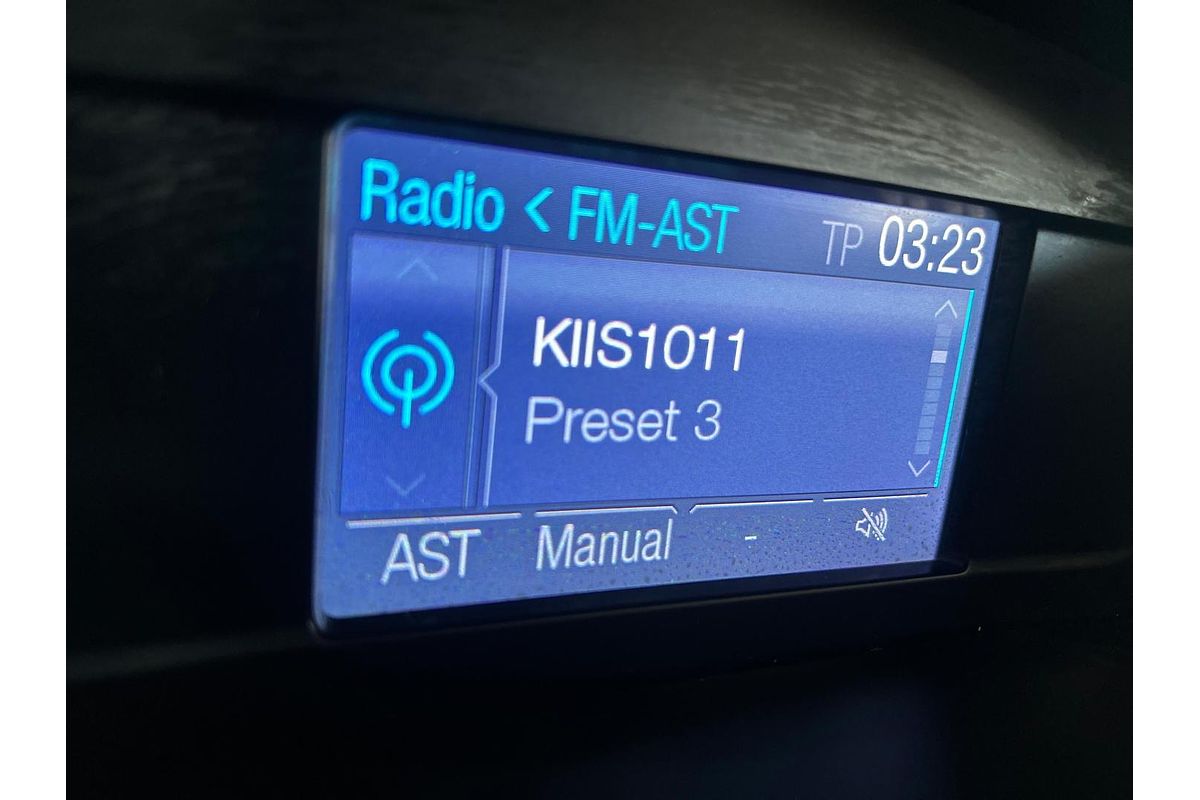 Radio < FM-AST TP 03:23
KIIS1011
Preset 3
AST Manual -